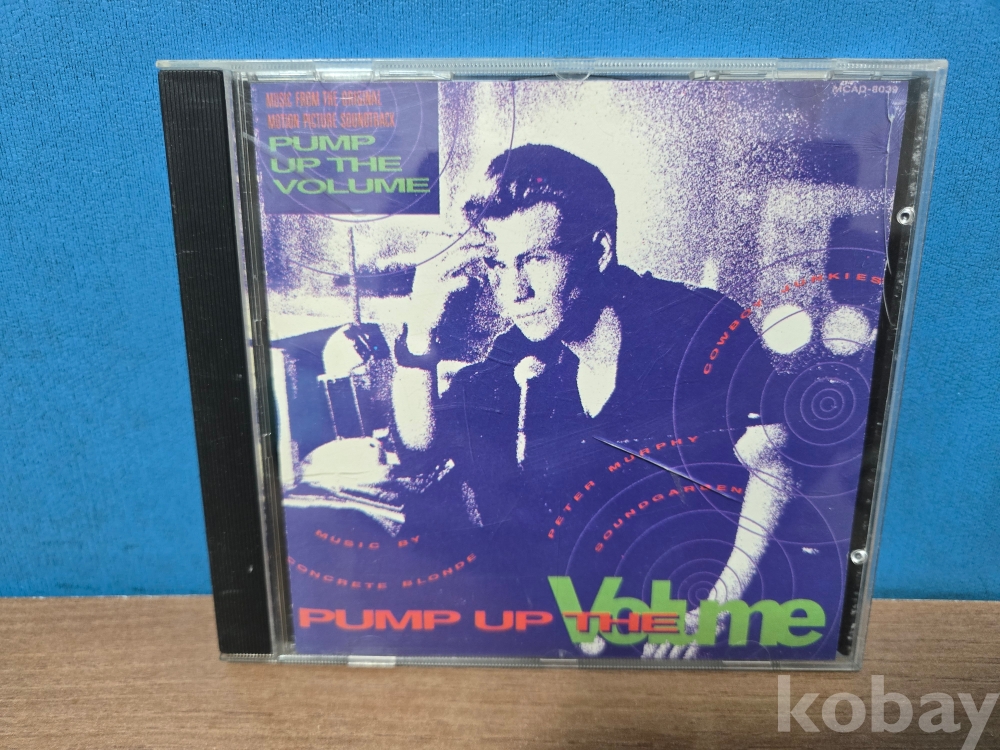 MUSIC FROM THE ORIGINAL
MOTION PICTURE SOUNDTRACK
PUMP
UP THE
VOLUME
MCAD-8039
COWBOY JUNKIES
PETER MURPHY
SOUNDGARDEN
MUSIC BY
CONCRETE BLONDE
PUMP UP THE Volume
kobay